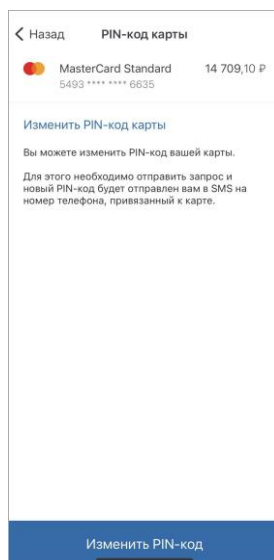 Назад PIN-код карты
MasterCard Standard 14 709,10 ₽
5493 **** **** 6635
Изменить PIN-код карты
Вы можете изменить PIN-код вашей карты.
Для этого необходимо отправить запрос и
новый PIN-код будет отправлен вам в SMS на
номер телефона, привязанный к карте.
Изменить PIN-код